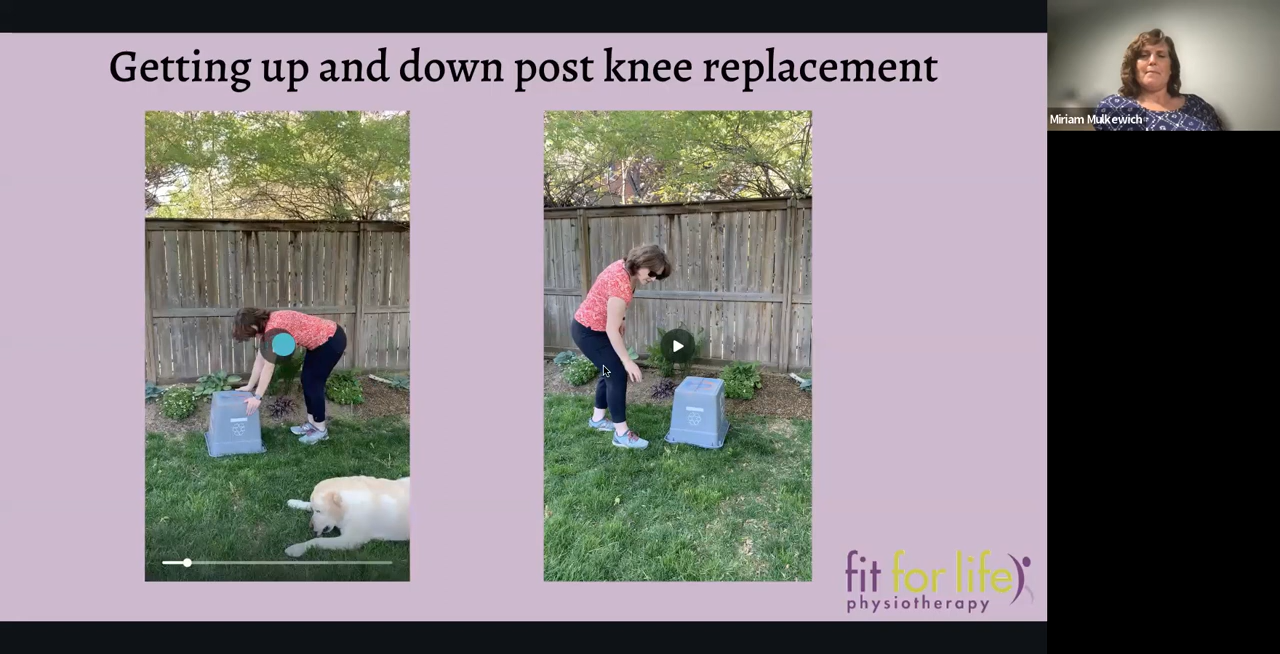 Getting up and down post knee replacement
Miriam Mulkewich
fit for life
physiotherapy